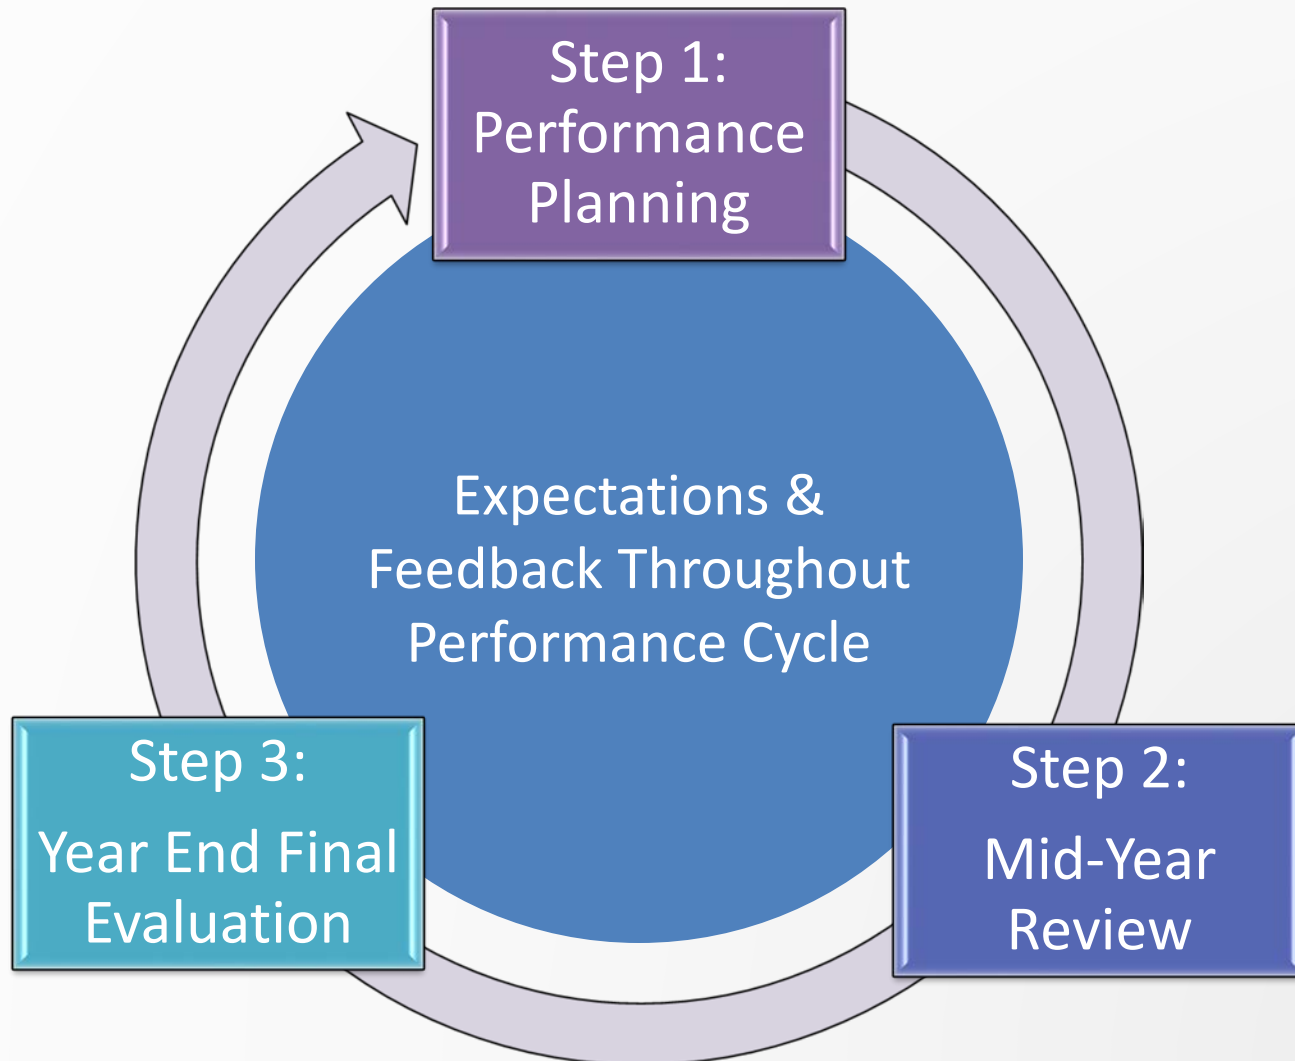 Step 1:
Performance
Planning
Expectations &
Feedback Throughout
Performance Cycle
Step 3:
Year End Final
Evaluation
Step 2:
Mid-Year
Review